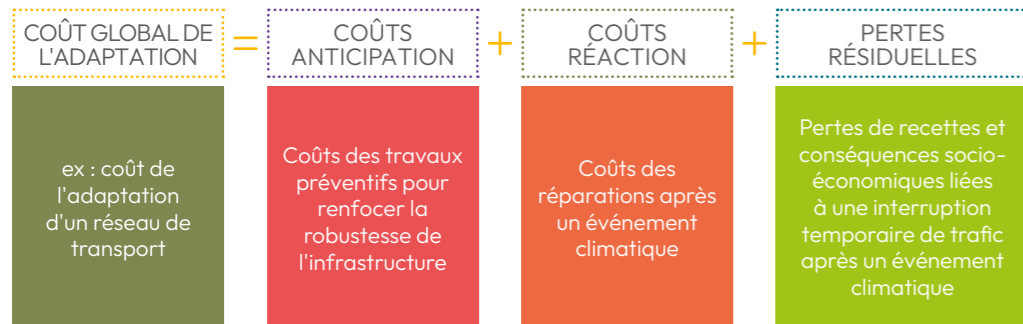 COÛT GLOBAL DE
L'ADAPTATION
=
COÛTS
ANTICIPATION
+
COÛTS
RÉACTION
+
PERTES
RÉSIDUELLES
ex : coût de
l'adaptation
d'un réseau de
transport
Coûts des travaux
préventifs pour
renfocer la
robustesse de
l'infrastructure
Coûts des
réparations après
un événement
climatique
Pertes de recettes et
conséquences socio-
économiques liées
à une interruption
temporaire de trafic
après un événement
climatique